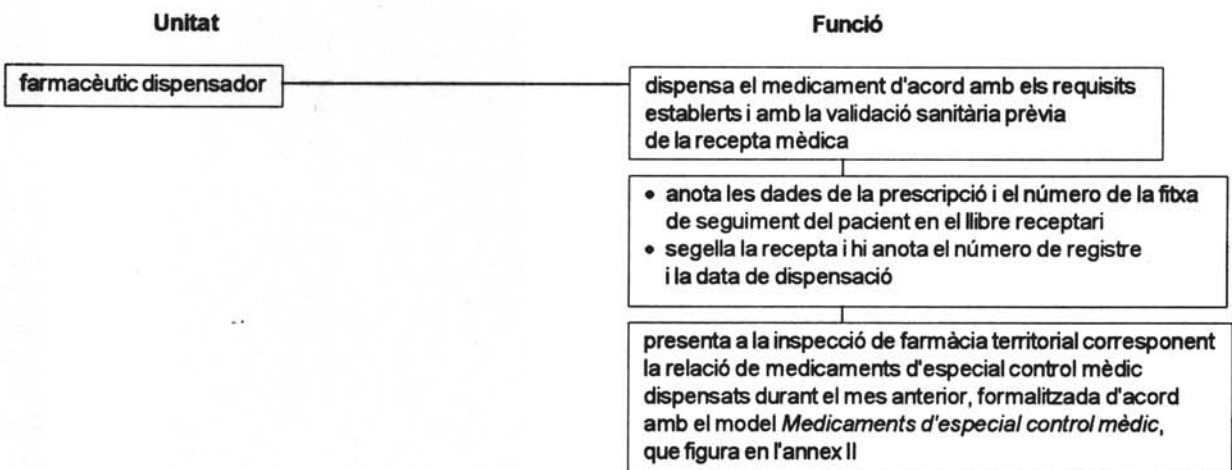 Unitat
Funció
farmacèutic dispensador
dispensa el medicament d'acord amb els requisits
establerts i amb la validació sanitària prèvia
de la recepta mèdica
• anota les dades de la prescripció i el número de la fitxa
de seguiment del pacient en el llibre receptari
• segella la recepta i hi anota el número de registre
i la data de dispensació
presenta a la inspecció de farmàcia territorial corresponent
la relació de medicaments d'especial control mèdic
dispensats durant el mes anterior, formalitzada d'acord
amb el model Medicaments d'especial control mèdic,
que figura en l'annex II